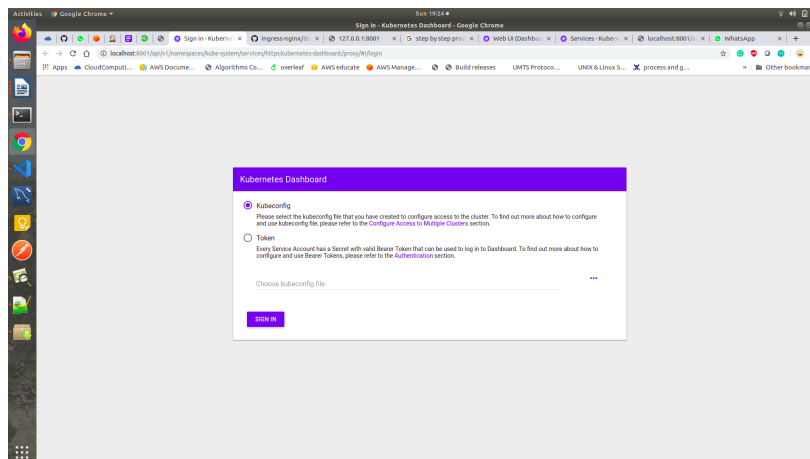 Activities
Google Chrome ▾
Sun 19:24
Sign in - Kubernetes Dashboard - Google Chrome
Sign in - Kubernet
ingress-nginx/d
127.0.0.1:8001
step by step proc
Web UI (Dashboa
Services - Kubern
localhost:8001/a
WhatsApp
localhost:8001/api/v1/namespaces/kube-system/services/https:kubernetes-dashboard:/proxy/#!/login
Apps
CloudComputi...
AWS Docume...
Algorithms Co...
overleaf
AWS educate
AWS Manage...
Build releases
UMTS Protoco...
UNIX & Linux S...
process and g...
»
Other bookmar
Kubernetes Dashboard
Kubeconfig
Please select the kubeconfig file that you have created to configure access to the cluster. To find out more about how to configure
and use kubeconfig file, please refer to the Configure Access to Multiple Clusters section.
Token
Every Service Account has a Secret with valid Bearer Token that can be used to log in to Dashboard. To find out more about how to
configure and use Bearer Tokens, please refer to the Authentication section.
Choose kubeconfig file
...
SIGN IN